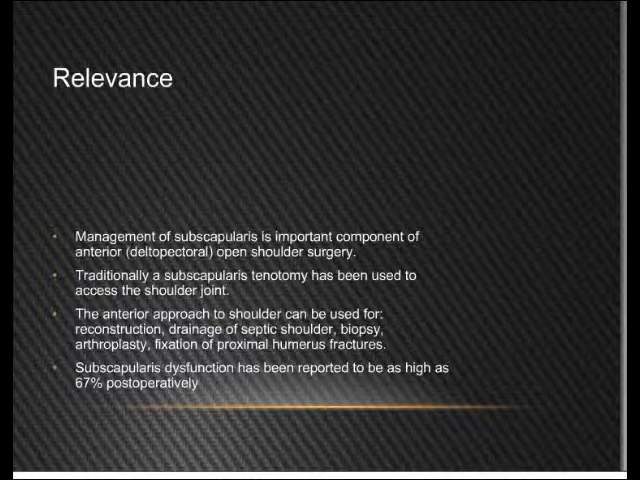 Relevance
Management of subscapularis is important component of
anterior (deltopectoral) open shoulder surgery.
Traditionally a subscapularis tenotomy has been used to
access the shoulder joint.
The anterior approach to shoulder can be used for:
reconstruction, drainage of septic shoulder, biopsy,
arthroplasty, fixation of proximal humerus fractures.
Subscapularis dysfunction has been reported to be as high as
67% postoperatively